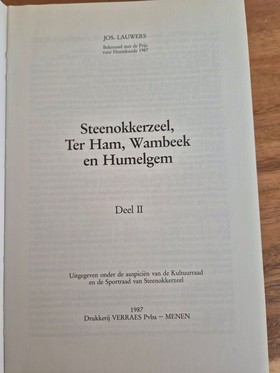 JOS. LAUWERS
Bekroond met de Prijs
voor Heemkunde 1987
Steenokkerzeel,
Ter Ham, Wambeek
en Humelgem
Deel II
Uitgegeven onder de auspiciën van de Kultuurraad
en de Sportraad van Steenokkerzeel
1987
Drukkerij VERRAES Pvba – MENEN